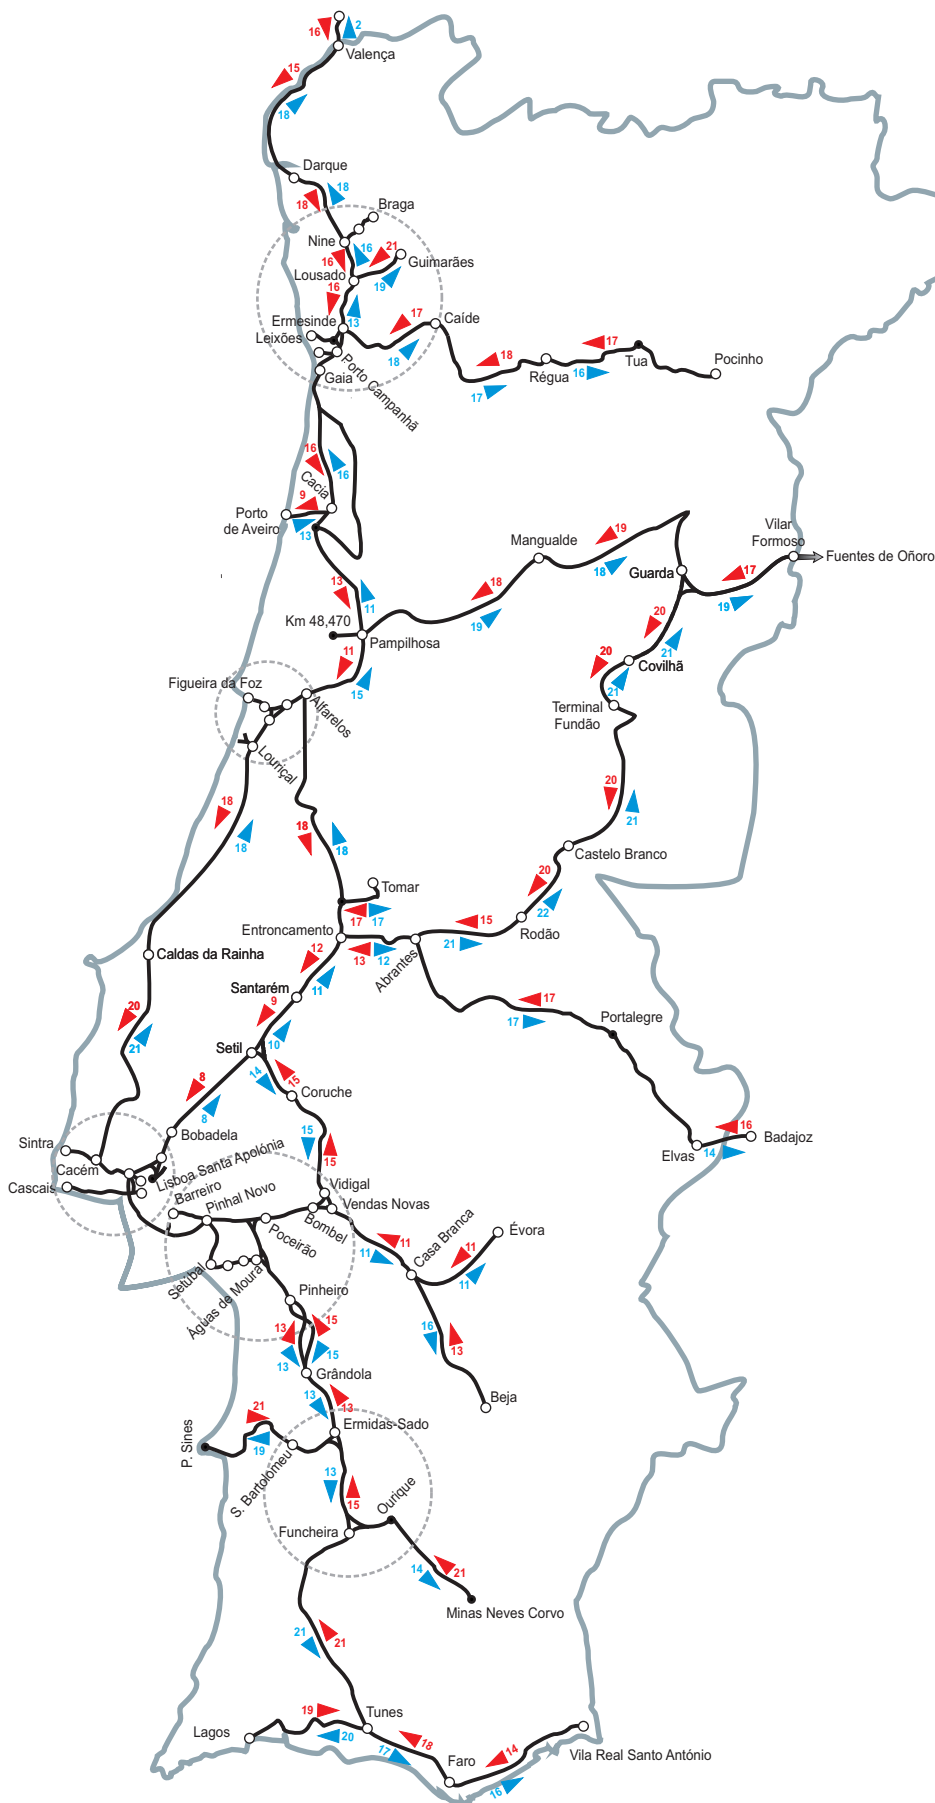 16
2
Valença
15
18
Darque
18
18
Braga
Nine
16
16
21
Guimarães
Lousado
19
16
Ermesinde
13
17
Caíde
Leixões
18
Porto Campanhã
Gaia
18
17
Tua
Pocinho
Régua
16
17
16
16
Cacia
9
Porto
de Aveiro
13
19
Mangualde
18
Vilar
Formoso
Fuentes de Oñoro
Guarda
17
19
13
11
18
19
Km 48,470
Pampilhosa
20
21
11
15
20
Covilhã
21
Figueira da Foz
Alfarelos
Terminal
Fundão
Louriçal
18
18
20
21
18
18
Castelo Branco
Tomar
17
17
20
22
Entroncamento
15
Rodão
21
12
13
12
Abrantes
Caldas da Rainha
11
Santarém
9
17
17
Portalegre
20
21
10
Setil
14
15
Coruche
8
8
15
15
Bobadela
16
Badajoz
Elvas
14
Sintra
Cacém
Lisboa Santa Apolónia
Cascais
Barreiro
Pinhal Novo
Vidigal
Vendas Novas
Bombel
Poceirão
Casa Branca
Évora
11
11
11
11
Setúbal
Águas de Moura
Pinheiro
13
15
13
15
16
13
Grândola
13
13
Beja
21
Ermidas-Sado
P. Sines
19
S. Bartolomeu
13
15
Ourique
Funcheira
14
21
Minas Neves Corvo
21
21
19
Tunes
Lagos
20
17
18
Faro
14
16
Vila Real Santo António